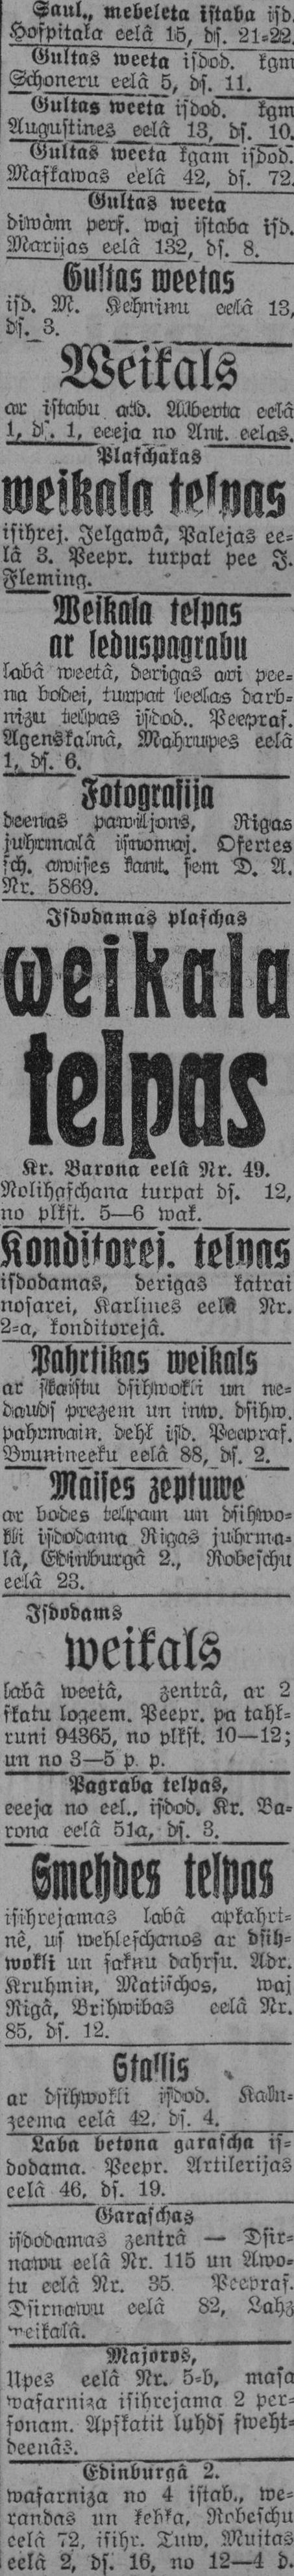 Saul., mebeleta istaba isd.
Hospitaļa eelâ 15, ds. 21-22.
Gultas weeta isdod. kgm
Schoneru eelâ 5, ds. 11.
Gultas weeta isdod. kgm
Augustines eelâ 13, ds. 10.
Gultas weeta kgam isdod.
Maskawas eelâ 42, ds. 72.
Gultas weeta
diwâm pers. waj istaba isd.
Marijas eelâ 132, ds. 8.
Gultas weetas
isd. M. Kehninu eelâ 13,
ds. 3.
Weikals
ar istabu atd. Alberta eelâ
1, ds. 1, eeeja no Ant. eelas.
Plaschakas
weikala telpas
isihrej. Jelgawâ, Palejas ee-
lâ 3. Peepr. turpat pee J.
Fleming.
Weikala telpas
ar leduspagrabu
labâ weetâ, derigas ari pee-
na bodei, turpat leelas darb-
nizu telpas isdod.. Peepras.
Agenskalnâ, Mahrupes eelâ
1, ds. 6.
Fotografija
deenas pawiljons, Rigas
juhrmalâ isnomaj. Ofertes
sch. awises kant. sem D. A.
Nr. 5869.
Isdodamas plaschas
weikala
telpas
Kr. Barona eelâ Nr. 49.
Nolihgschana turpat ds. 12,
no plkst. 5—6 wak.
Konditorej. telpas
isdodamas, derigas katrai
nosarei, Karlines eelâ Nr.
2-a, konditorejâ.
Pahrtikas weikals
ar skaistu dsihwokli un ne-
daudz prezem un inw. dsihw.
pahrmain. dehl isd. Peepras.
Bruninceku eelâ 88, ds. 2.
Maises zeptuwe
ar bodes telpam un dsihwo-
kli isdodama Rigas juhrma-
lâ, Edinburgâ 2., Robeschu
eelâ 23.
Isdodams
weikals
labâ weetâ, zentrâ, ar 2
skatu logeem. Peepr. pa tahl-
runi 94365, no plkst. 10—12;
un no 3—5 p. p.
Pagraba telpas,
eeeja no eel., isdod. Kr. Ba-
rona eelâ 51a, ds. 3.
Smehdes telpas
isihrejamas labâ apkahrt-
nê, us wehleschanos ar dsih-
wokli un saknu dahrsu. Adr.
Kruhmin, Matischos, waj
Rigâ, Brihwibas eelâ Nr.
85, ds. 12.
Stallis
ar dsihwokli isdod. Kaln-
zeema eelâ 42, ds. 4.
Laba betona garascha is-
dodama. Peepr. Artilerijas
eelâ 46, ds. 19.
Garaschas
isdodamas zentrâ — Dsir-
nawu eelâ Nr. 115 un Awo-
tu eelâ Nr. 35. Peepras.
Dsirnawu eelâ 82, Lahz
weikalâ.
Majoros,
Upes eelâ Nr. 5-b, masa
wasarniza isihrejama 2 per-
sonam. Apskatit luhds sweht-
deenâs.
Edinburgâ 2.
wasarniza no 4 istab., we-
randas un kehka, Robeschu
eelâ 72, isihr. Tuw. Muitas
eelâ 2, ds. 16, no 12—4 d.